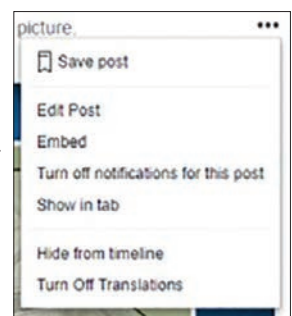 picture.
•••
Save post
Edit Post
Embed
Turn off notifications for this post
Show in tab
Hide from timeline
Turn Off Translations